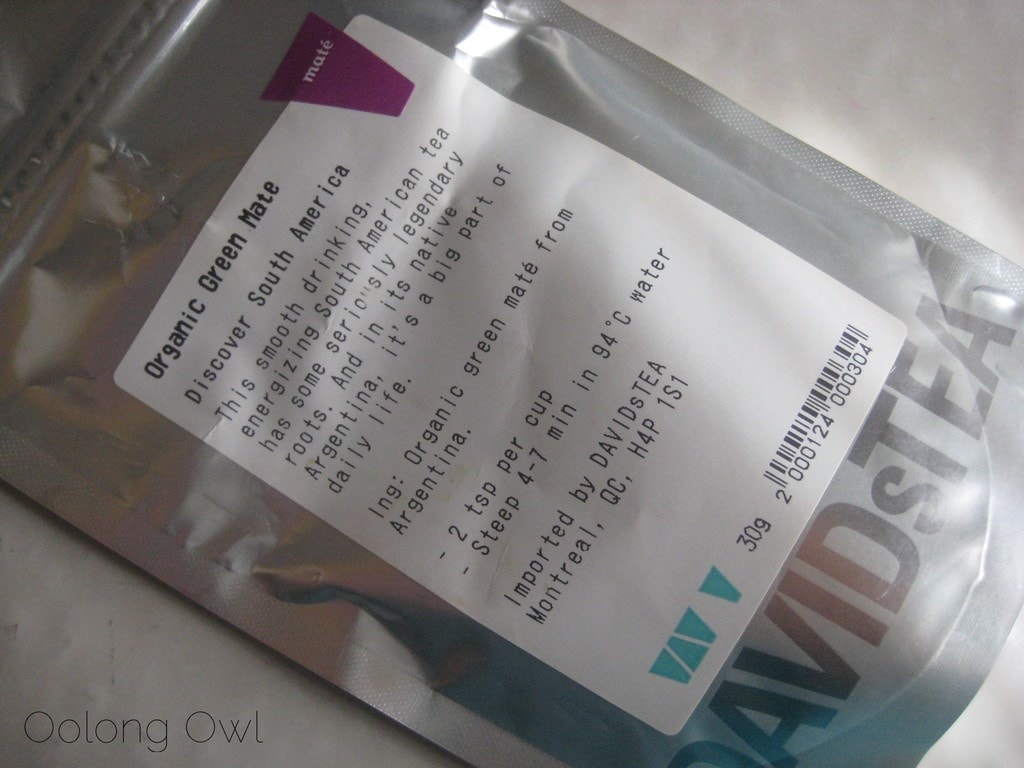 maté
Organic Green Mate
Discover South America
This smooth drinking,
energizing South American tea
has some seriously legendary
roots. And in its native
Argentina, it's a big part of
daily life.
Ing: Organic green maté from
Argentina.
- 2 tsp per cup
- Steep 4-7 min in 94°C water
Imported by DAVIDsTEA
Montreal, QC, H4P 1S1
30g
2 000124 000304
DAVIDsTEA
Oolong Owl